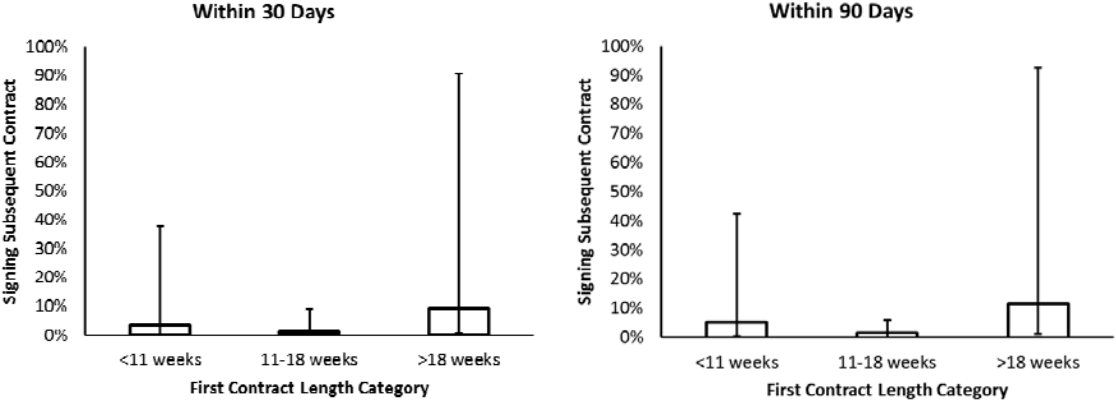 Within 30 Days
Signing Subsequent Contract
100%
90%
80%
70%
60%
50%
40%
30%
20%
10%
0%
<11 weeks
11-18 weeks
>18 weeks
First Contract Length Category
Within 90 Days
Signing Subsequent Contract
100%
90%
80%
70%
60%
50%
40%
30%
20%
10%
0%
<11 weeks
11-18 weeks
>18 weeks
First Contract Length Category